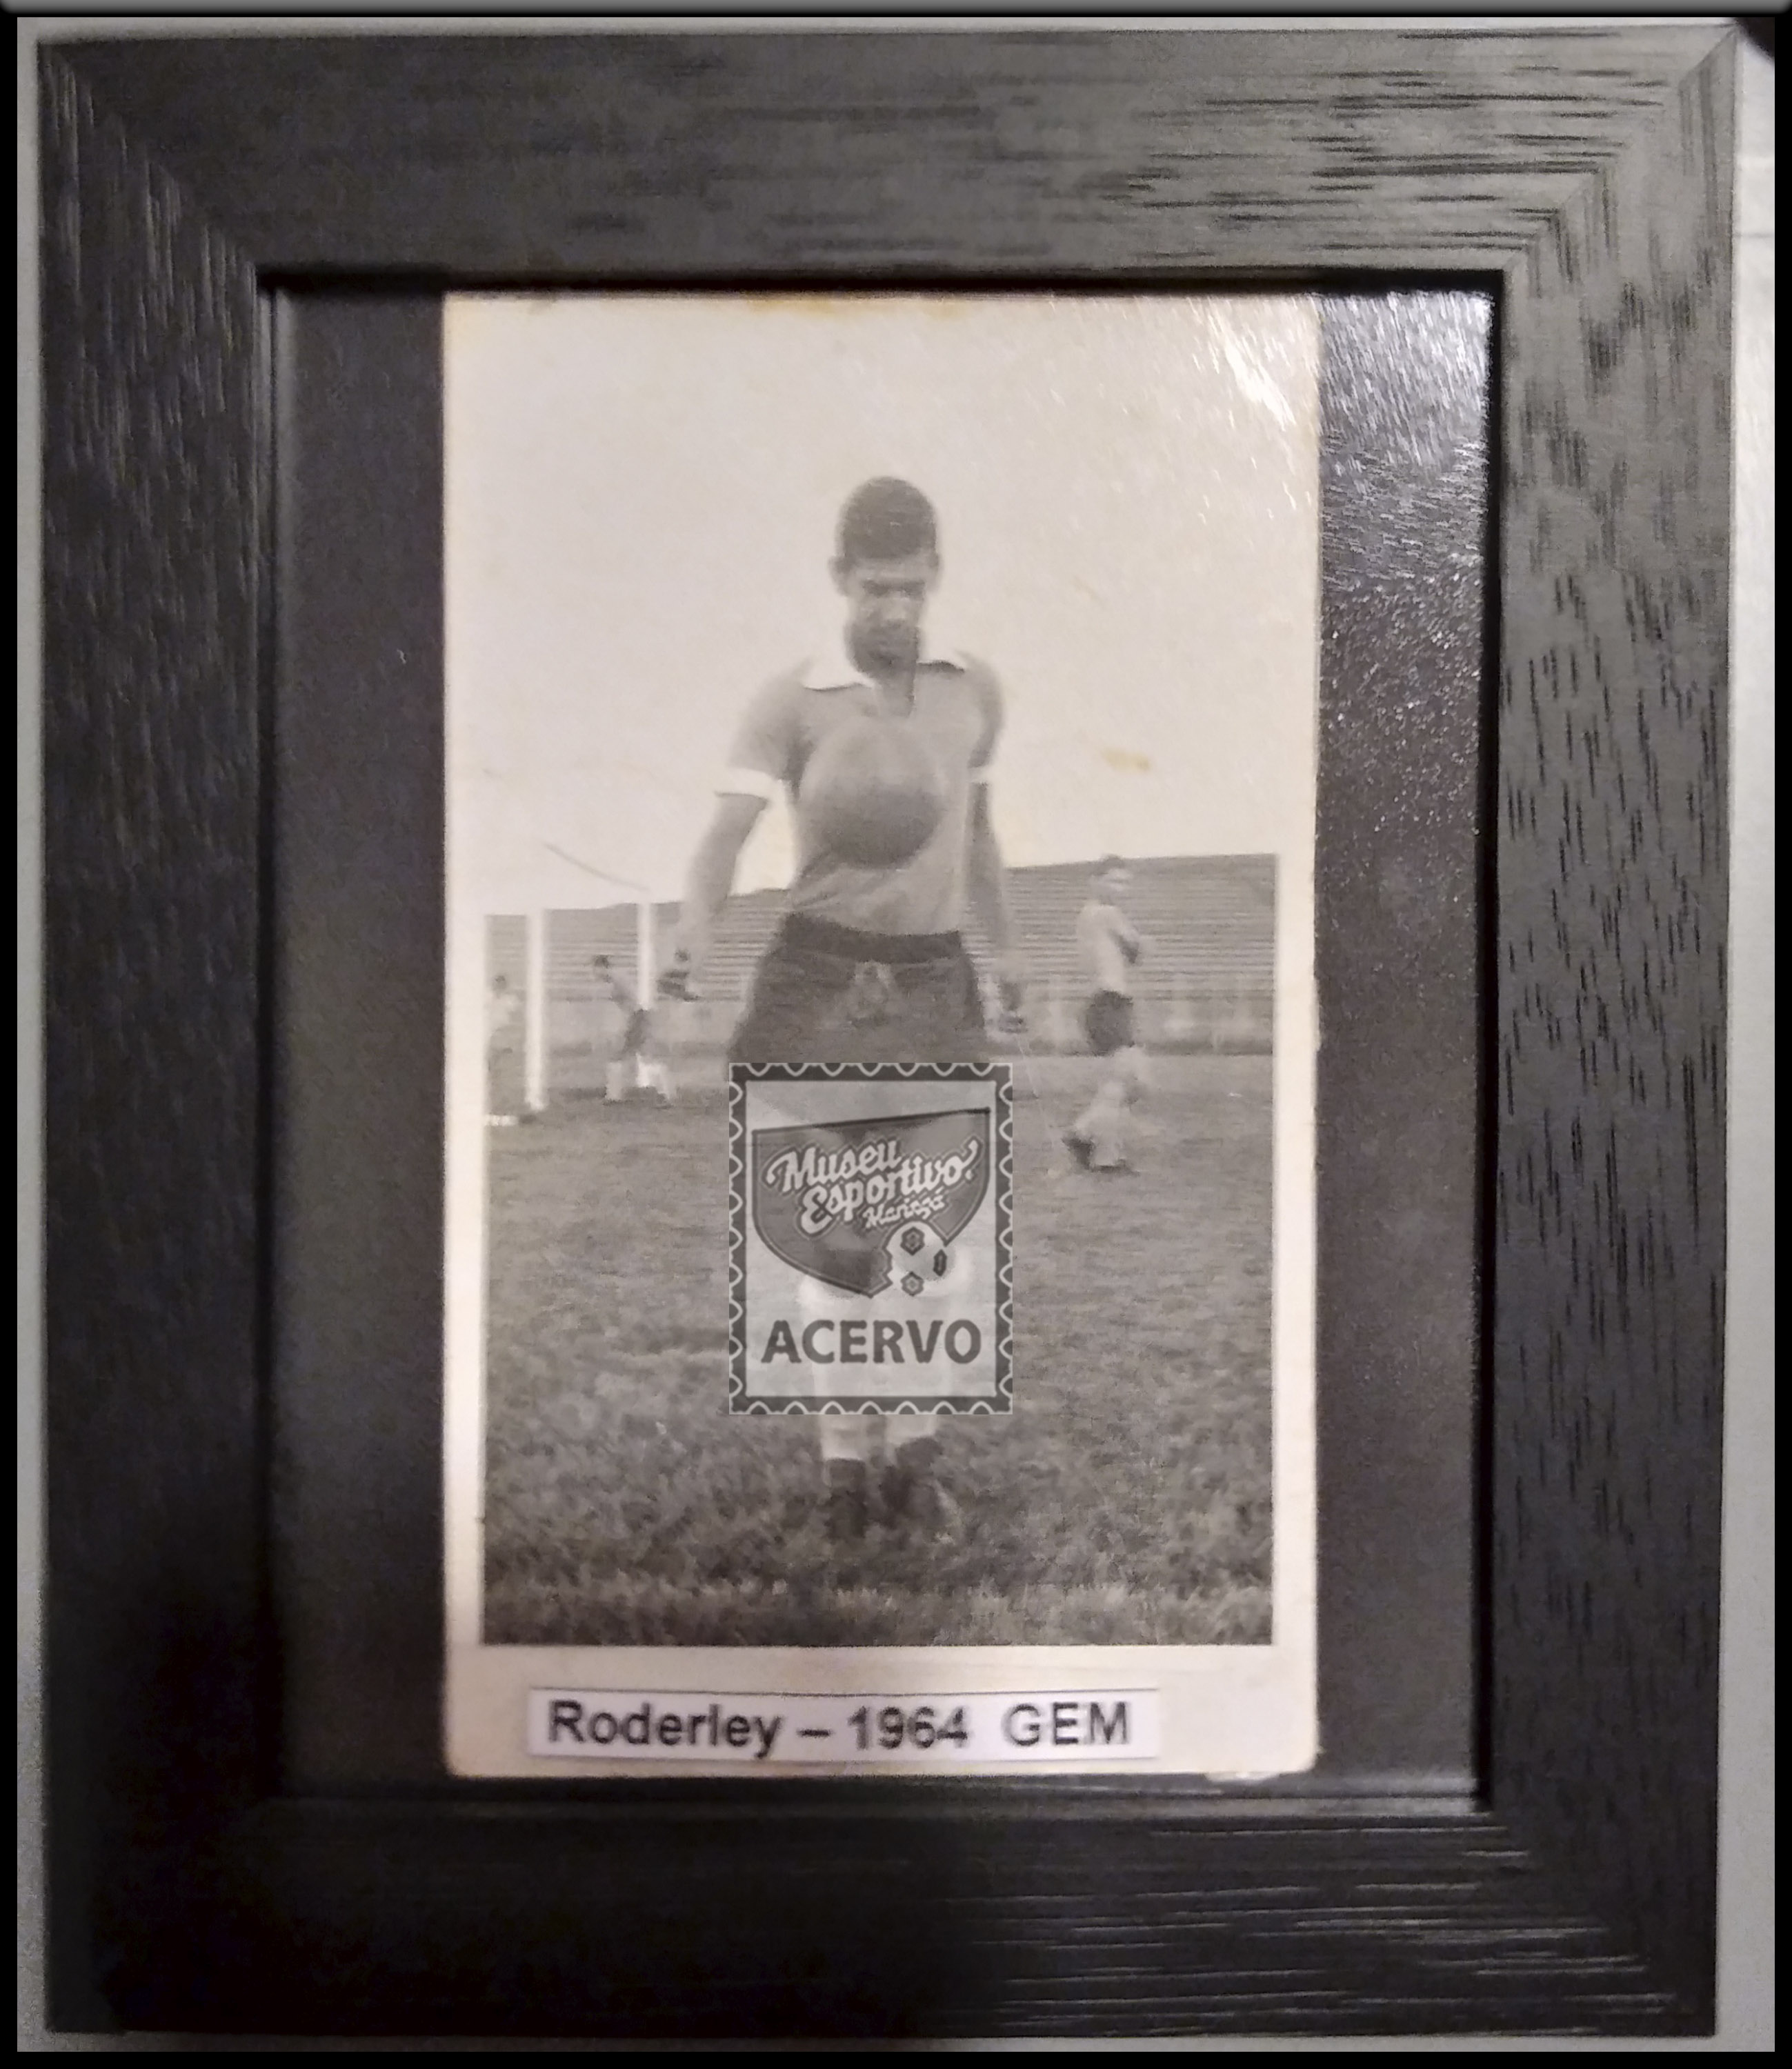 Museu
Esportivo
Maringá
ACERVO
Roderley – 1964 GEM